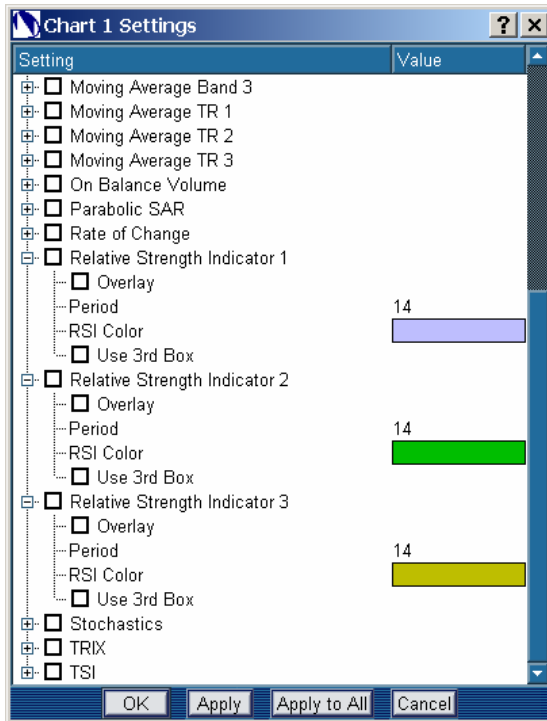 Chart 1 Settings
Setting Value
Moving Average Band 3
Moving Average TR 1
Moving Average TR 2
Moving Average TR 3
On Balance Volume
Parabolic SAR
Rate of Change
Relative Strength Indicator 1
Overlay
Period 14
RSI Color
Use 3rd Box
Relative Strength Indicator 2
Overlay
Period 14
RSI Color
Use 3rd Box
Relative Strength Indicator 3
Overlay
Period 14
RSI Color
Use 3rd Box
Stochastics
TRIX
TSI
OK Apply Apply to All Cancel